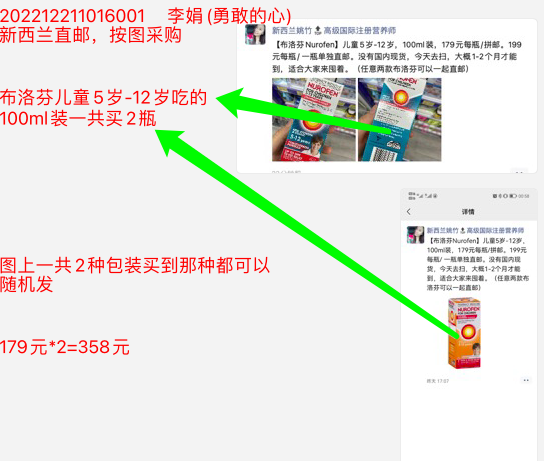 202212211016001 李娟(勇敢的心)
新西兰直邮，按图采购
新西兰姚竹 高级国际注册营养师
【布洛芬Nurofen】儿童5岁-12岁，100ml装，179元每瓶/拼邮。199
元每瓶/ 一瓶单独直邮。没有国内现货，今天去扫，大概1-2个月才能
到，适合大家来囤着。（任意两款布洛芬可以一起直邮）
NUROFEN
FOR CHILDREN
5-12
NUROFEN
布洛芬儿童5岁-12岁吃的
100ml装一共买2瓶
详情
新西兰姚竹 高级国际注册营养师
【布洛芬Nurofen】儿童5岁-12岁，
100ml装，179元每瓶/拼邮。199元
每瓶/ 一瓶单独直邮。没有国内现
货，今天去扫，大概1-2个月才能
到，适合大家来囤着。（任意两款布
洛芬可以一起直邮）
NUROFEN
FOR CHILDREN
昨天 17:07
图上一共2种包装买到那种都可以
随机发
179元*2=358元